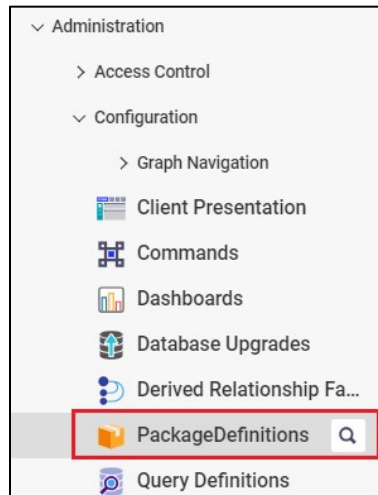 Administration
Access Control
Configuration
Graph Navigation
Client Presentation
Commands
Dashboards
Database Upgrades
Derived Relationship Fa...
PackageDefinitions
Query Definitions